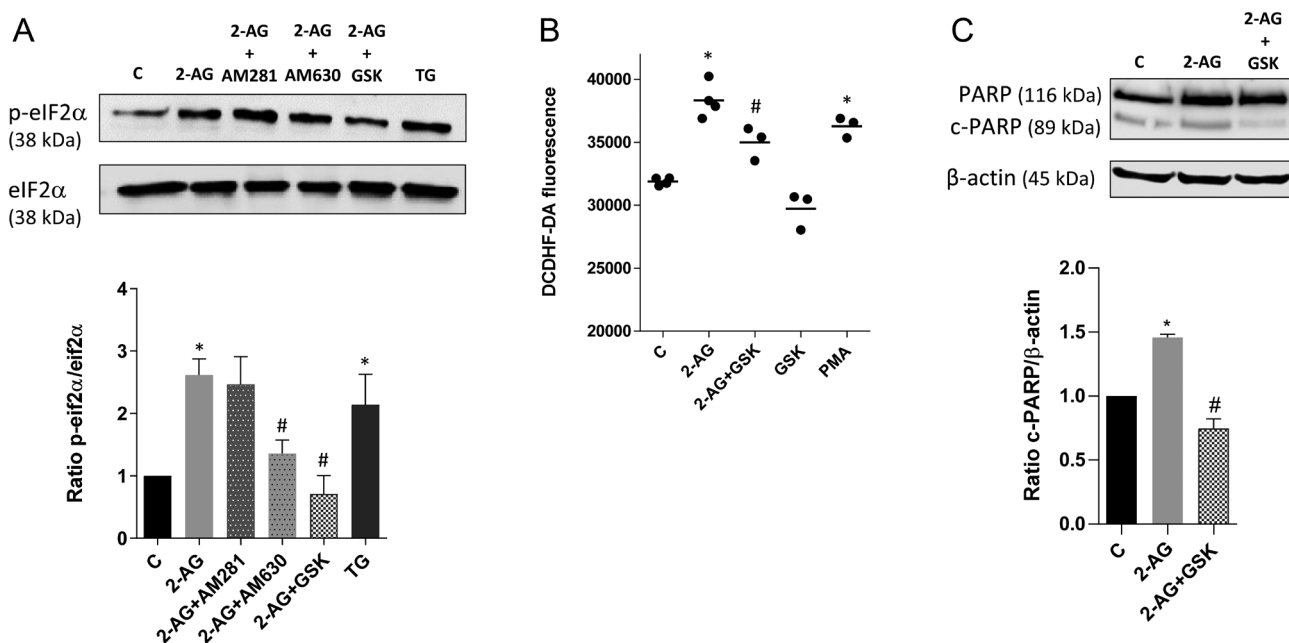 A
C
2-AG
2-AG
+
AM281
2-AG
+
AM630
2-AG
+
GSK
TG
p-eIF2α
(38 kDa)
eIF2α
(38 kDa)
Ratio p-eif2α/eif2α
4
3
2
1
0
*
#
#
*
C
2-AG
2-AG+AM281
2-AG+AM630
2-AG+GSK
TG
B
DCDHF-DA fluorescence
40000
35000
30000
25000
20000
*
#
*
C
2-AG
2-AG+GSK
GSK
PMA
C
C
2-AG
2-AG
+
GSK
PARP (116 kDa)
c-PARP (89 kDa)
β-actin (45 kDa)
Ratio c-PARP/β-actin
2.0
1.5
1.0
0.5
0.0
*
#
C
2-AG
2-AG+GSK